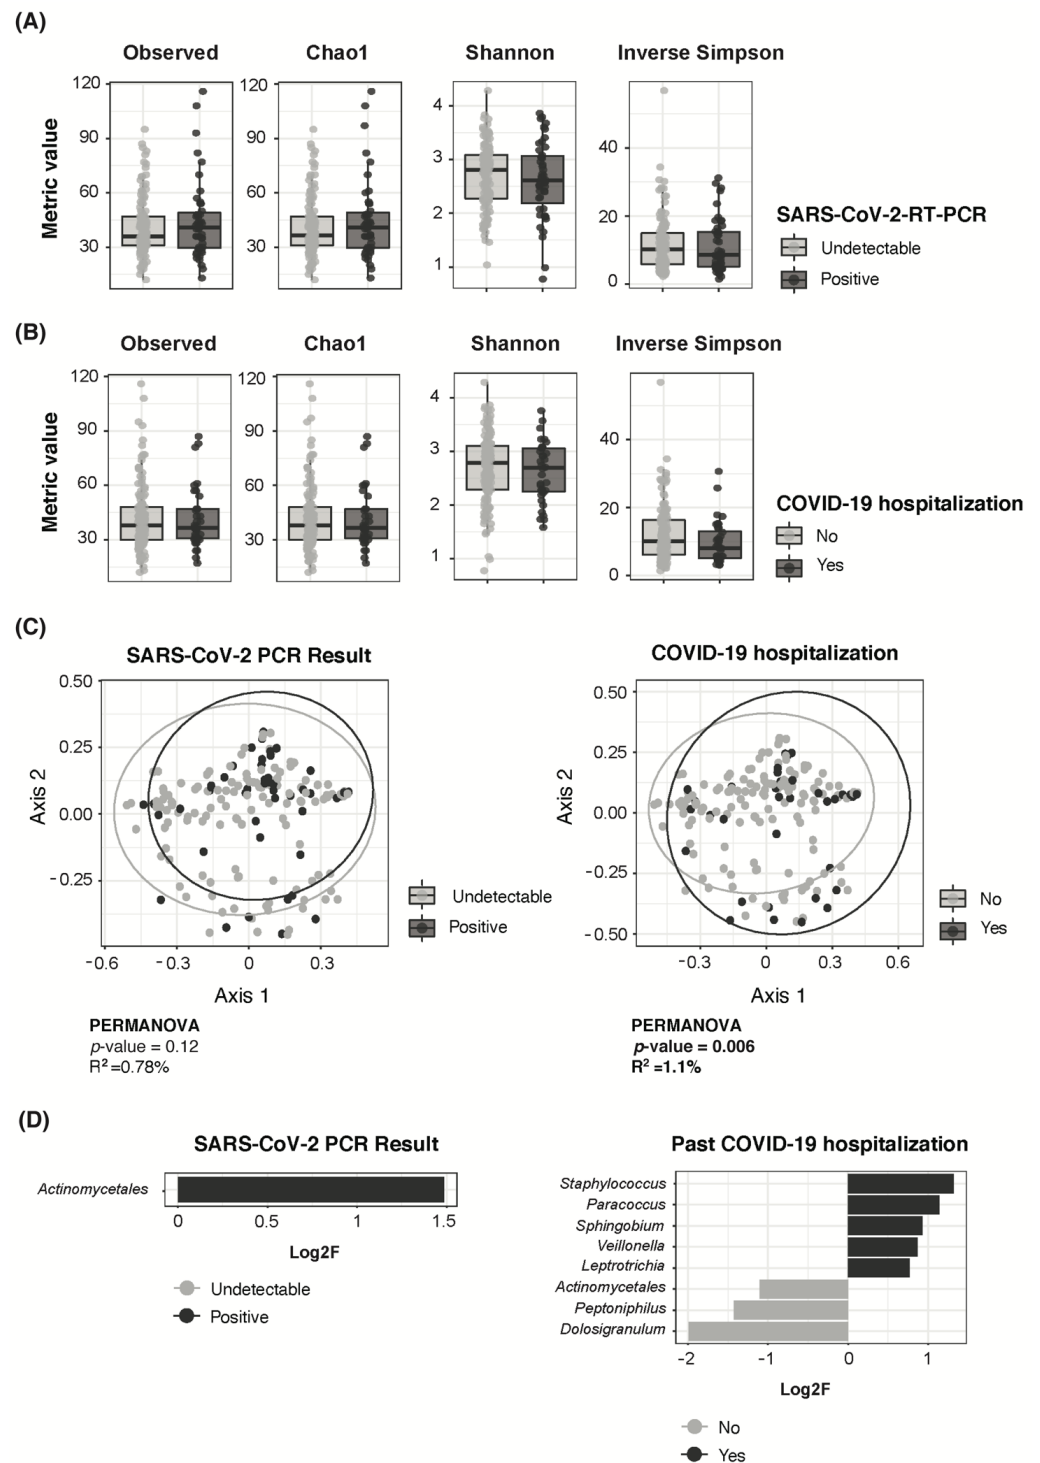 (A)
Observed
Chao1
Shannon
Inverse Simpson
Metric value
120
90
60
30
120
90
60
30
4
3
2
1
40
20
0
SARS-CoV-2-RT-PCR
Undetectable
Positive
(B)
Observed
Chao1
Shannon
Inverse Simpson
Metric value
120
90
60
30
120
90
60
30
4
3
2
1
40
20
0
COVID-19 hospitalization
No
Yes
(C)
SARS-CoV-2 PCR Result
Axis 2
0.50
0.25
0.00
-0.25
-0.6
-0.3
0
0.3
Axis 1
Undetectable
Positive
PERMANOVA
p-value = 0.12
R² =0.78%
COVID-19 hospitalization
Axis 2
0.50
0.25
0.00
-0.25
-0.50
-0.3
0
0.3
0.6
Axis 1
No
Yes
PERMANOVA
p-value = 0.006
R² =1.1%
(D)
SARS-CoV-2 PCR Result
Actinomycetales
0
0.5
1
1.5
Log2F
Undetectable
Positive
Past COVID-19 hospitalization
Staphylococcus
Paracoccus
Sphingobium
Veillonella
Leptrotrichia
Actinomycetales
Peptoniphilus
Dolosigranulum
-2
-1
0
1
Log2F
No
Yes